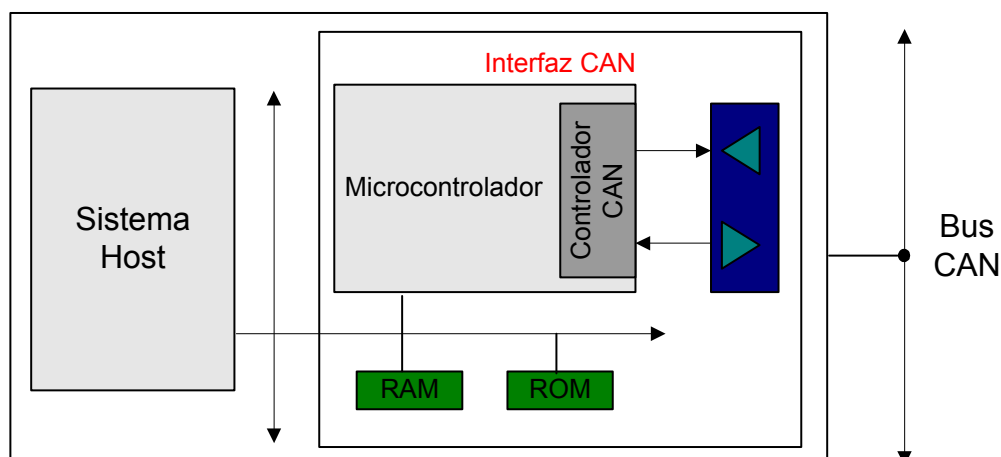 Interfaz CAN
Sistema
Host
Microcontrolador
Controlador
CAN
Bus
CAN
RAM
ROM